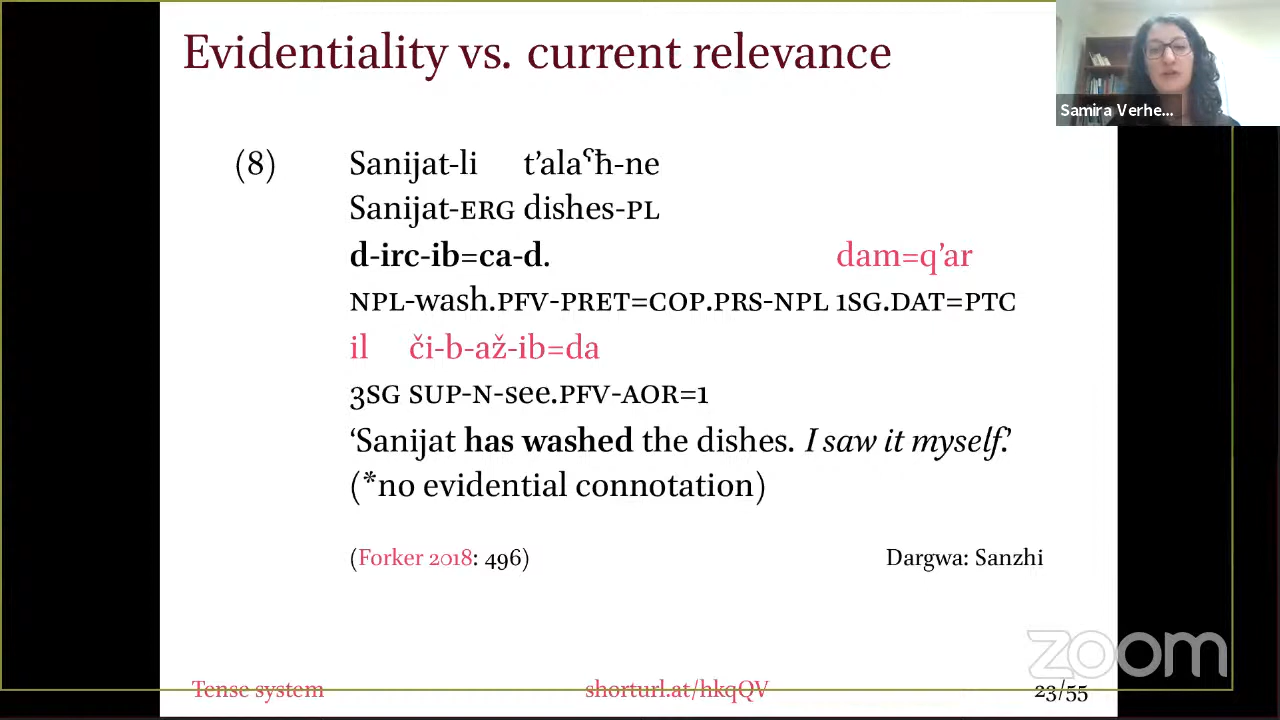 Evidentiality vs. current relevance
Samira Verhe...
(8) Sanijat-li t’alaˤħ-ne
Sanijat-ERG dishes-PL
d-irc-ib=ca-d. dam=q’ar
NPL-wash.PFV-PRET=COP.PRS-NPL 1SG.DAT=PTC
il či-b-až-ib=da
3SG SUP-N-see.PFV-AOR=1
‘Sanijat has washed the dishes. I saw it myself.’
(*no evidential connotation)
(Forker 2018: 496) Dargwa: Sanzhi
zoom
Tense system shorturl.at/hkqQV 23/55